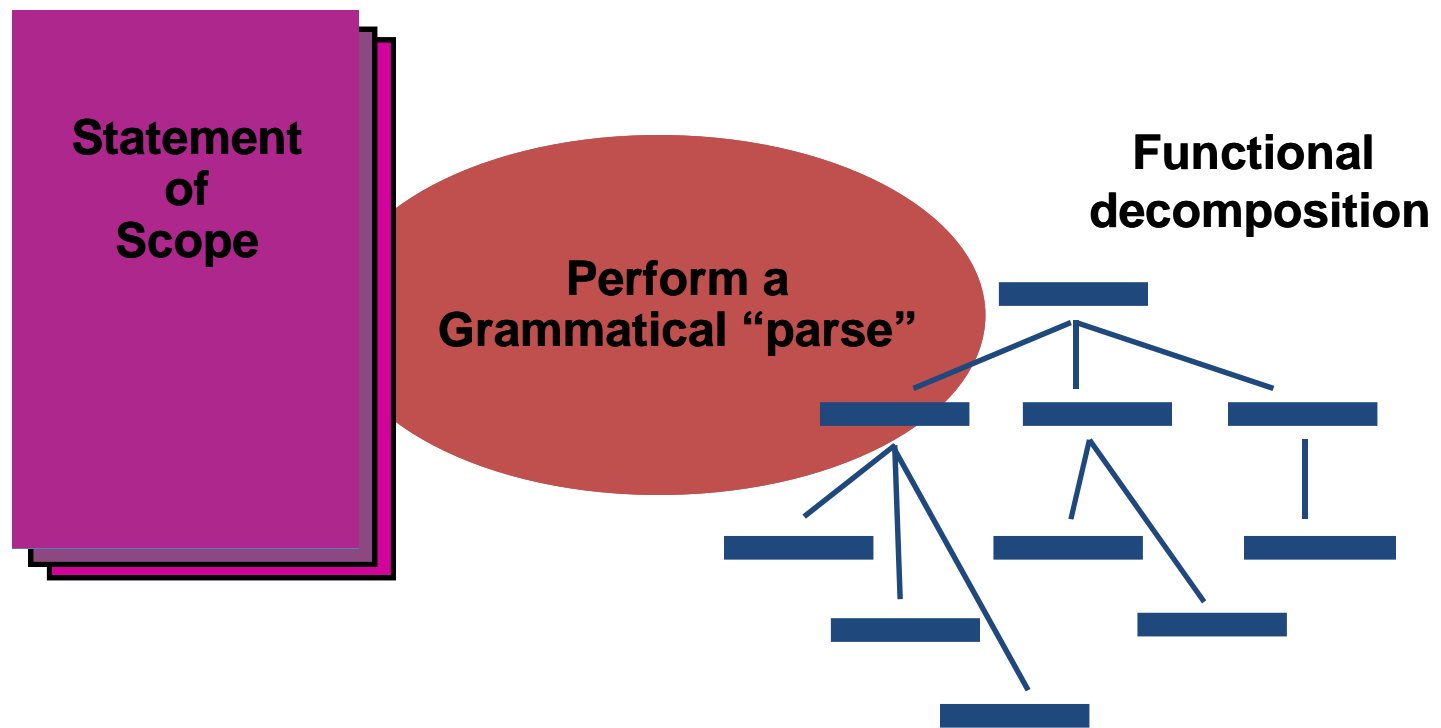 Statement
of
Scope
Perform a
Grammatical “parse”
Functional
decomposition